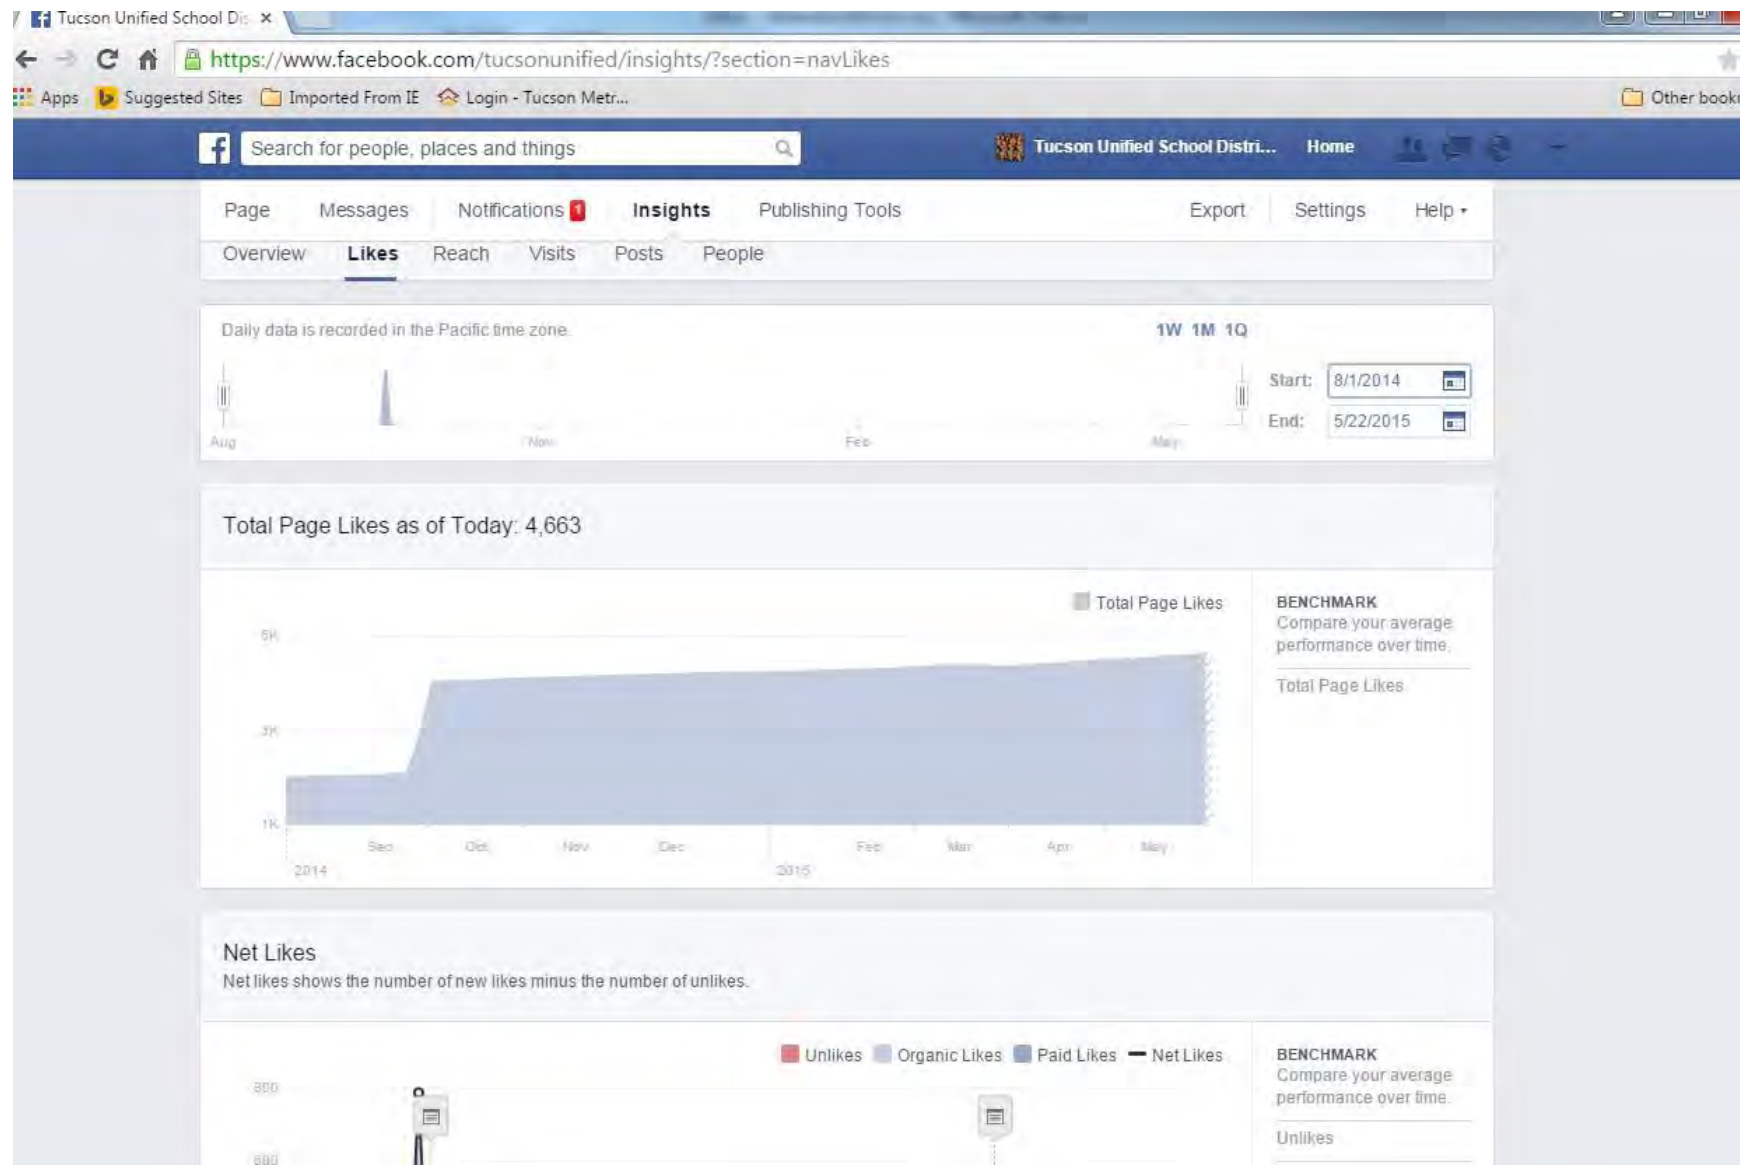 Tucson Unified School Dis
https://www.facebook.com/tucsonunified/insights/?section=navLikes
Apps Suggested Sites Imported From IE Login - Tucson Metr... Other book
Search for people, places and things Tucson Unified School Distri... Home
Page Messages Notifications 1 Insights Publishing Tools Export Settings Help
Overview Likes Reach Visits Posts People
Daily data is recorded in the Pacific time zone.
1W 1M 1Q
Start: 8/1/2014
End: 5/22/2015
Aug Nov Feb May
Total Page Likes as of Today: 4,663
Total Page Likes
BENCHMARK
Compare your average
performance over time.
Total Page Likes
5K
3K
1K
Sep Oct Nov Dec Feb Mar Apr May
2014 2015
Net Likes
Net likes shows the number of new likes minus the number of unlikes.
Unlikes Organic Likes Paid Likes Net Likes
BENCHMARK
Compare your average
performance over time.
Unlikes
800
600